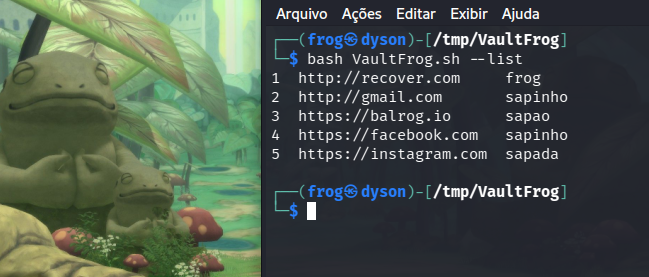 Arquivo Ações Editar Exibir Ajuda
┌──(frog㉿dyson)-[/tmp/VaultFrog]
└─$ bash VaultFrog.sh --list
1 http://recover.com frog
2 http://gmail.com sapinho
3 https://balrog.io sapao
4 https://facebook.com sapinho
5 https://instagram.com sapada
┌──(frog㉿dyson)-[/tmp/VaultFrog]
└─$